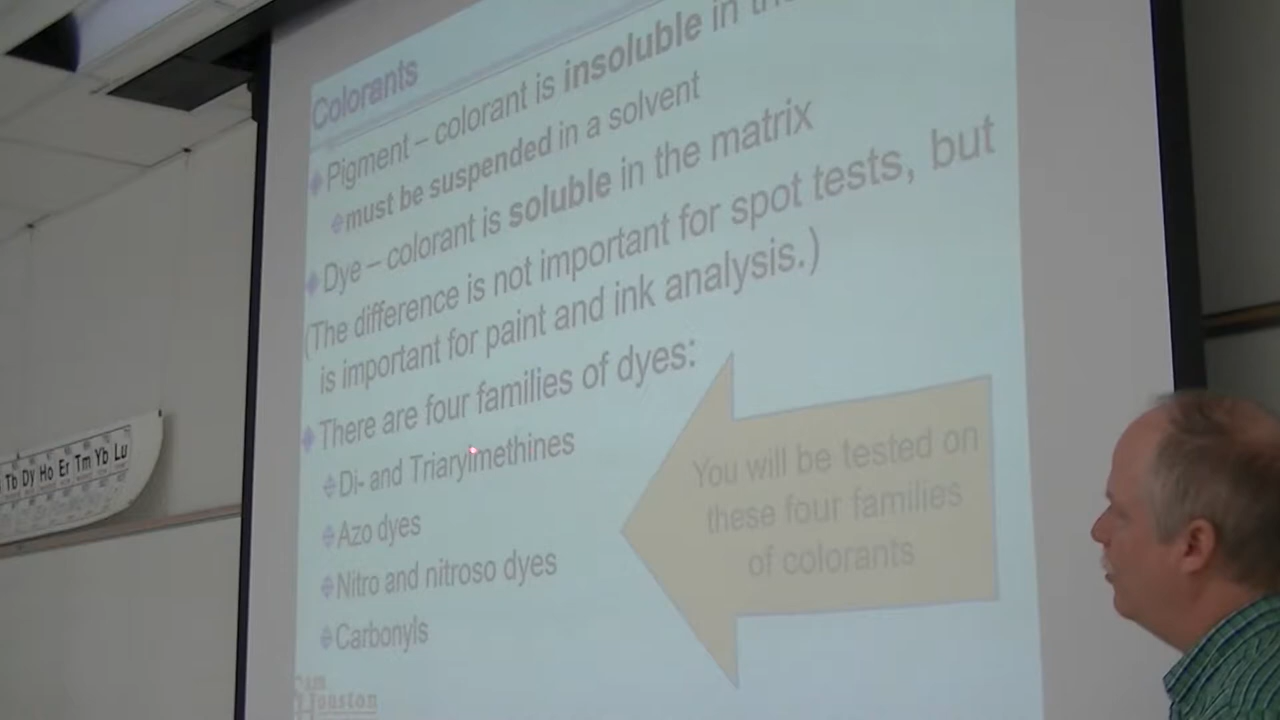 Colorants
Pigment – colorant is insoluble in the
must be suspended in a solvent
Dye – colorant is soluble in the matrix
(The difference is not important for spot tests, but
is important for paint and ink analysis.)
There are four families of dyes:
Di- and Triarylmethines
Azo dyes
Nitro and nitroso dyes
Carbonyls
You will be tested on
these four families
of colorants
Tb Dy Ho Er Tm Yb Lu
Houston